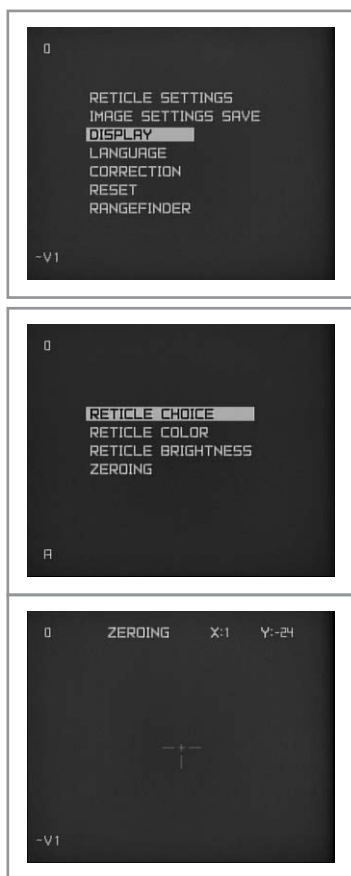 0
RETICLE SETTINGS
IMAGE SETTINGS SAVE
DISPLAY
LANGUAGE
CORRECTION
RESET
RANGEFINDER
-V1
0
RETICLE CHOICE
RETICLE COLOR
RETICLE BRIGHTNESS
ZEROING
A
0 ZEROING X:1 Y:-24
-V1